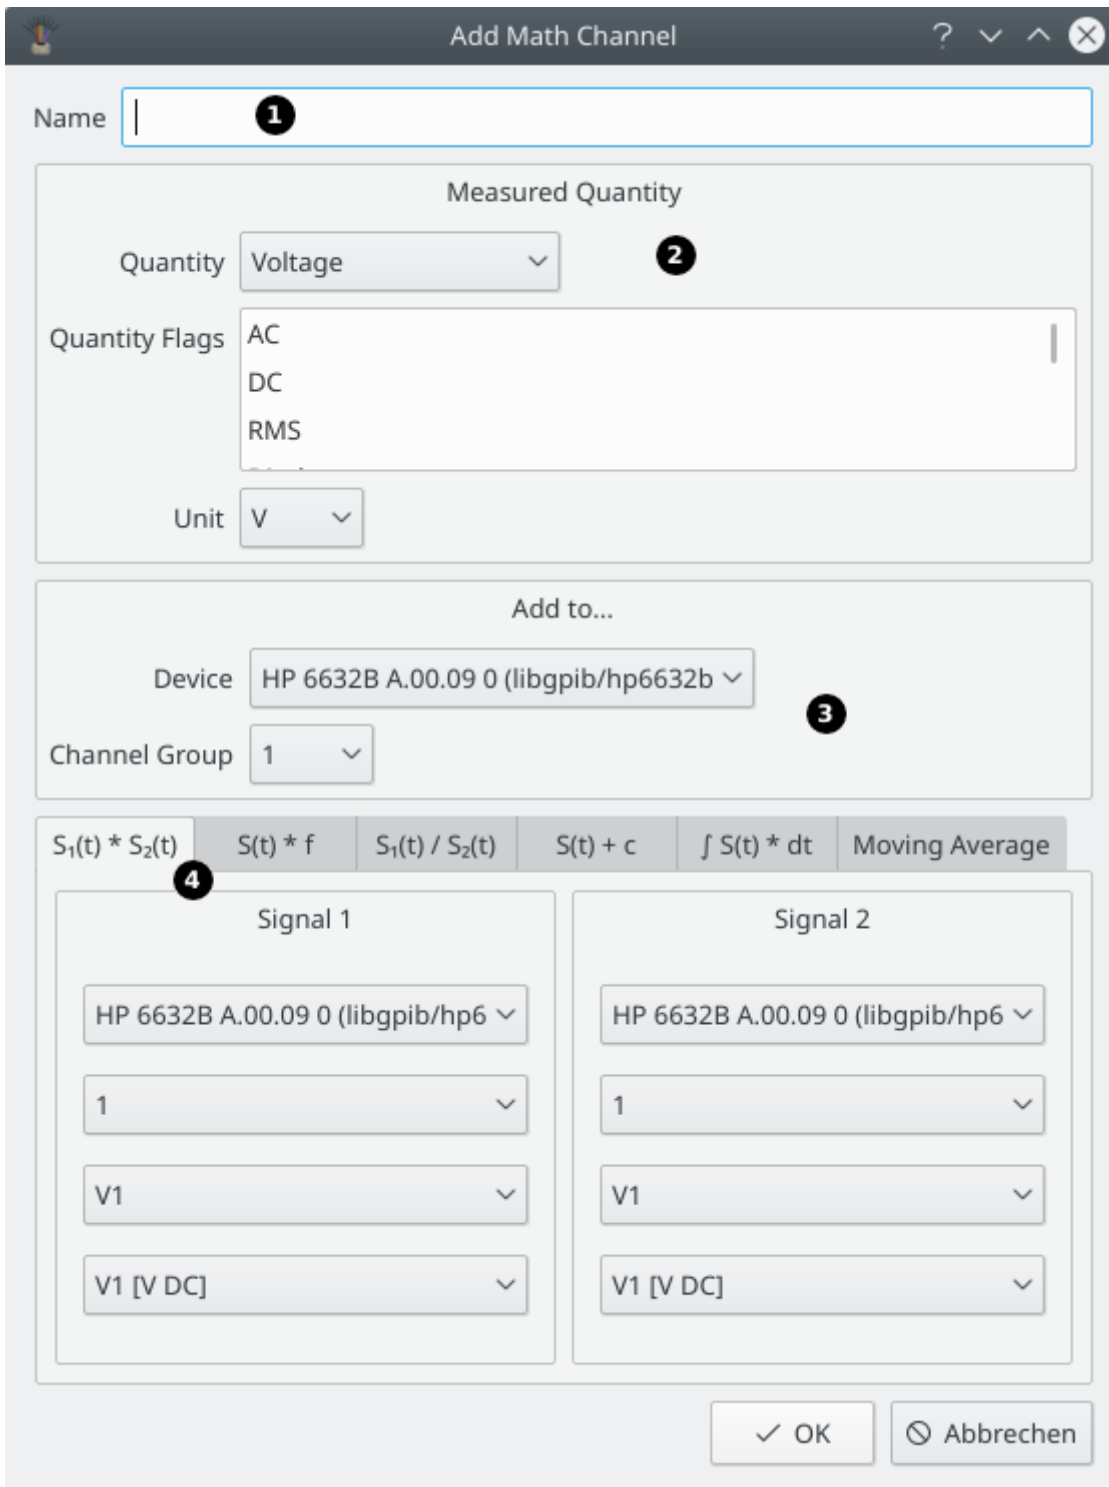 Add Math Channel
Name
1
Measured Quantity
2
Quantity Voltage
Quantity Flags AC
DC
RMS
Unit V
Add to...
Device HP 6632B A.00.09 0 (libgpib/hp6632b
3
Channel Group 1
S₁(t) * S₂(t) S(t) * f S₁(t) / S₂(t) S(t) + c ∫ S(t) * dt Moving Average
4
Signal 1 Signal 2
HP 6632B A.00.09 0 (libgpib/hp6 HP 6632B A.00.09 0 (libgpib/hp6
1 1
V1 V1
V1 [V DC] V1 [V DC]
OK Abbrechen